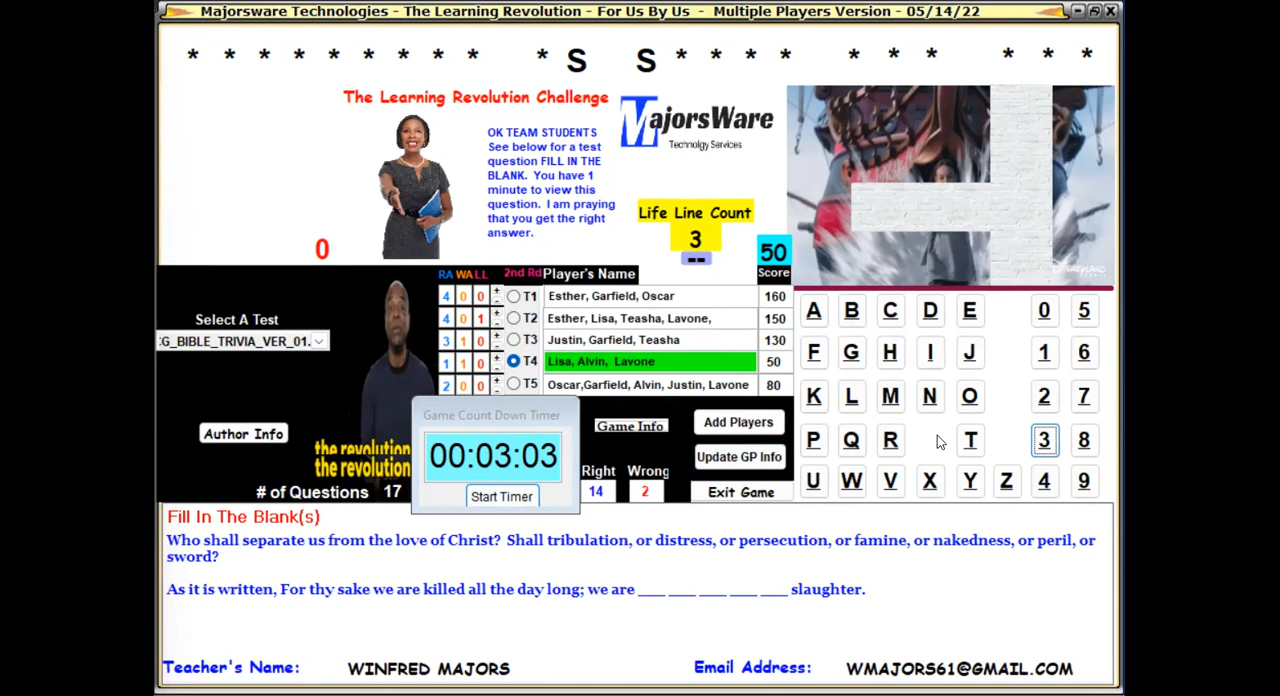 Majorsware Technologies - The Learning Revolution - For Us By Us - Multiple Players Version - 05/14/22
* * * * * * * * * * S S * * * * * * * * * *
The Learning Revolution Challenge
MajorsWare
Technolgy Services
OK TEAM STUDENTS
See below for a test
question FILL IN THE
BLANK. You have 1
minute to view this
question. I am praying
that you get the right
answer.
Life Line Count
3
--
0
50
Score
RA WA LL 2nd Rd Player's Name
4 0 0 + - T1 Esther, Garfield, Oscar 160
4 0 1 + - T2 Esther, Lisa, Teasha, Lavone, 150
3 1 0 + - T3 Justin, Garfield, Teasha 130
1 1 0 + - T4 Lisa, Alvin, Lavone 50
2 0 0 + - T5 Oscar,Garfield, Alvin, Justin, Lavone 80
Select A Test
:G_BIBLE_TRIVIA_VER_01.
Author Info
the revolution
the revolution
# of Questions 17
Game Count Down Timer
00:03:03
Start Timer
Game Info
Right Wrong
14 2
Add Players
Update GP Info
Exit Game
A B C D E 0 5
F G H I J 1 6
K L M N O 2 7
P Q R T 3 8
U W V X Y Z 4 9
Fill In The Blank(s)
Who shall separate us from the love of Christ? Shall tribulation, or distress, or persecution, or famine, or nakedness, or peril, or
sword?
As it is written, For thy sake we are killed all the day long; we are ___ ___ ___ ___ ___ slaughter.
Teacher's Name: WINFRED MAJORS Email Address: WMAJORS61@GMAIL.COM